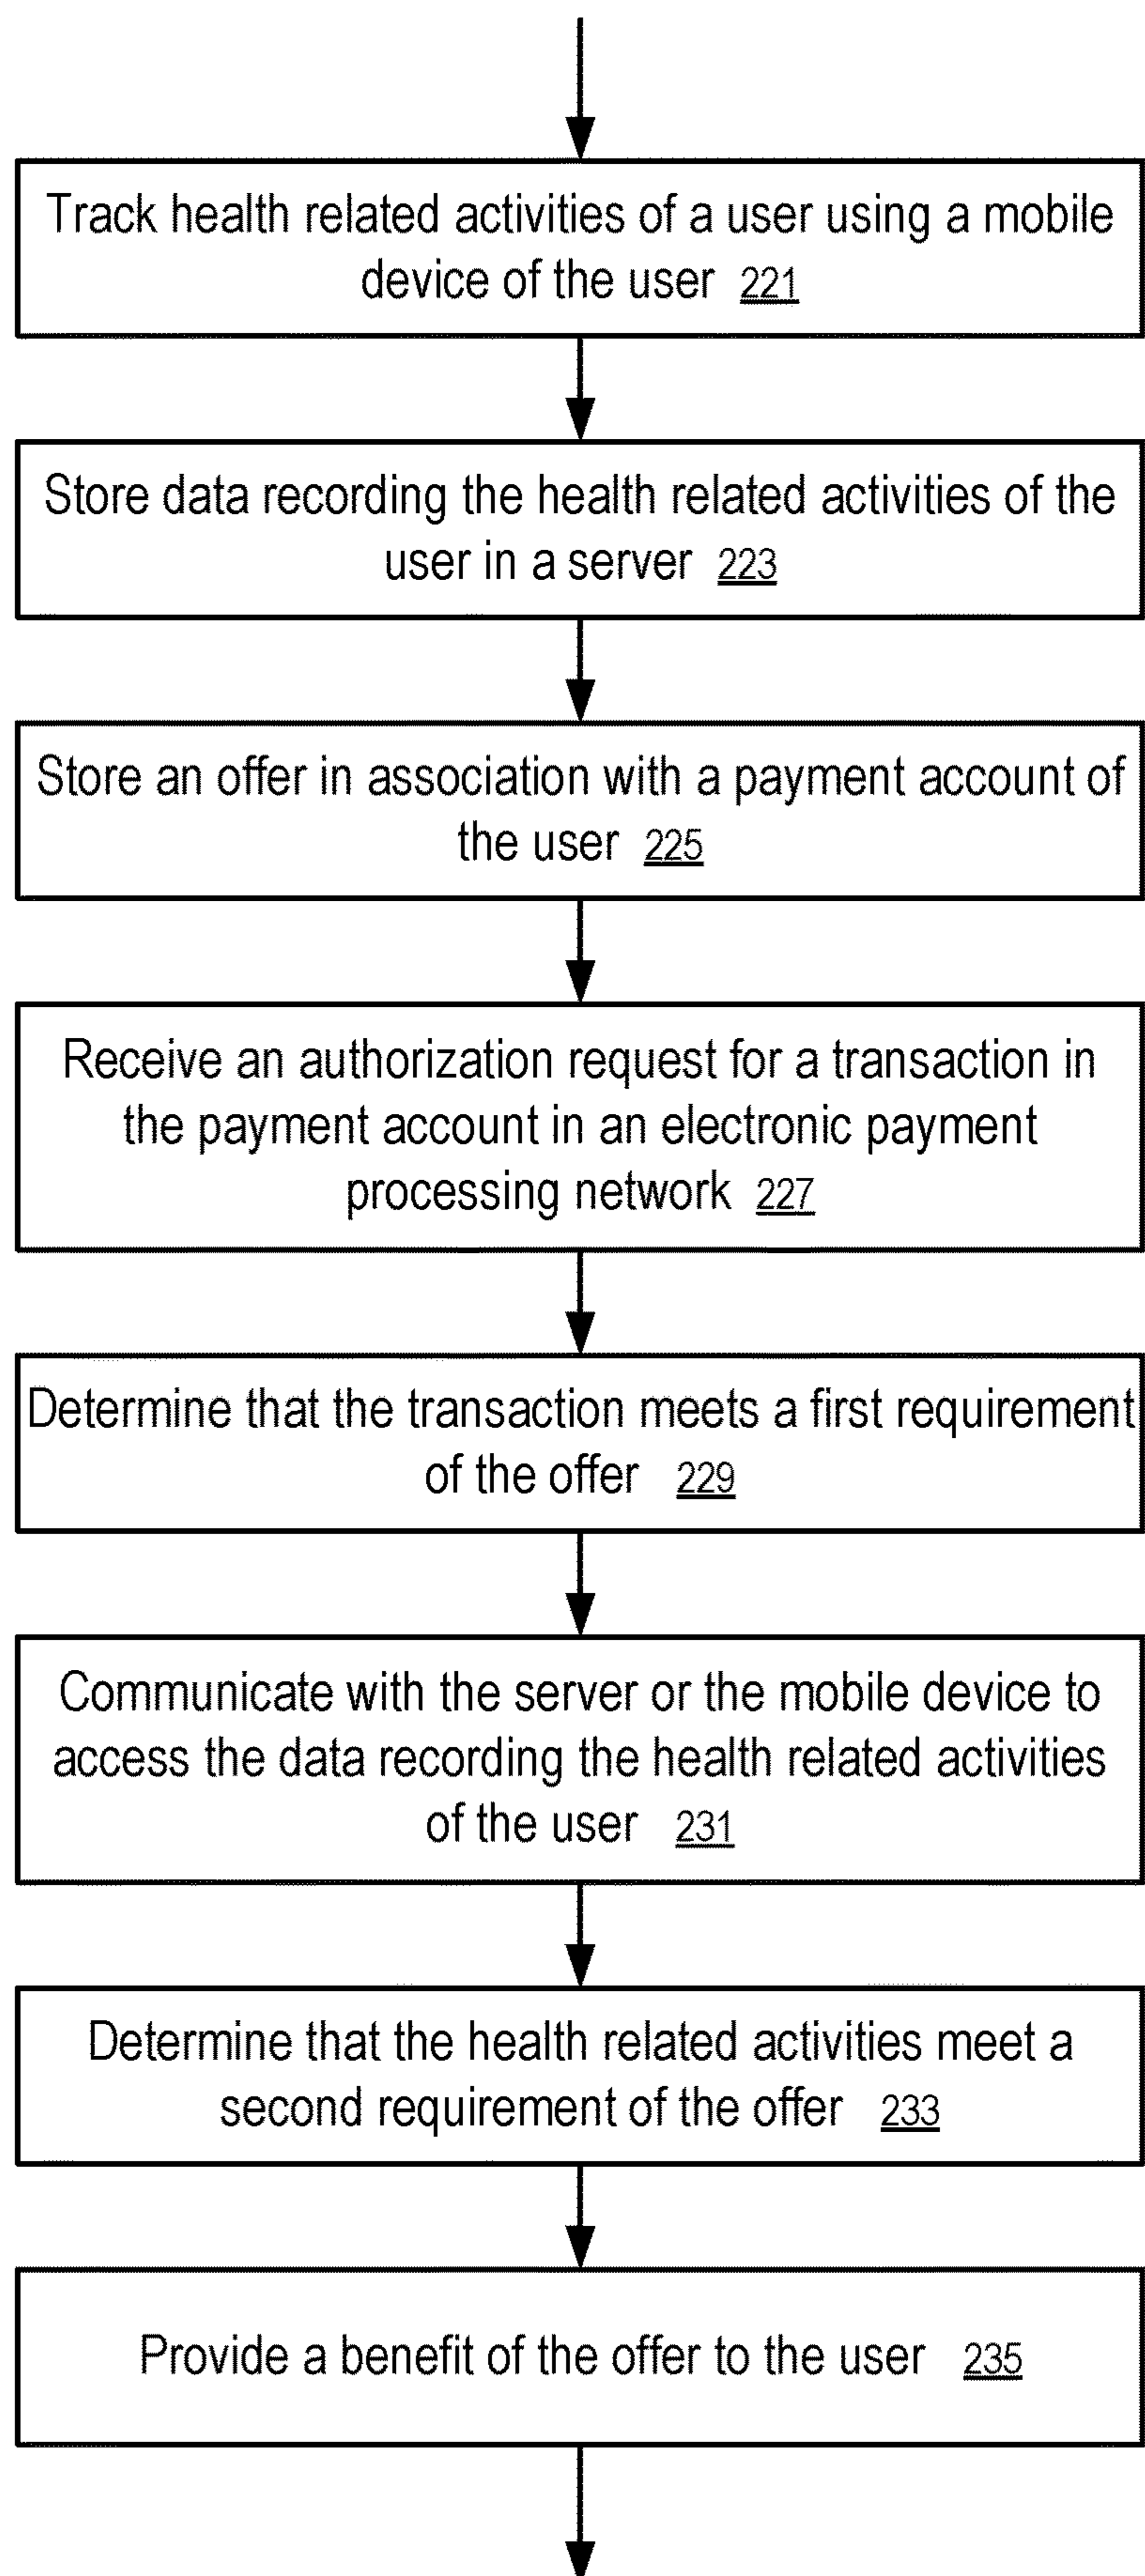 Track health related activities of a user using a mobile
device of the user 221
Store data recording the health related activities of the
user in a server 223
Store an offer in association with a payment account of
the user 225
Receive an authorization request for a transaction in
the payment account in an electronic payment
processing network 227
Determine that the transaction meets a first requirement
of the offer 229
Communicate with the server or the mobile device to
access the data recording the health related activities
of the user 231
Determine that the health related activities meet a
second requirement of the offer 233
Provide a benefit of the offer to the user 235